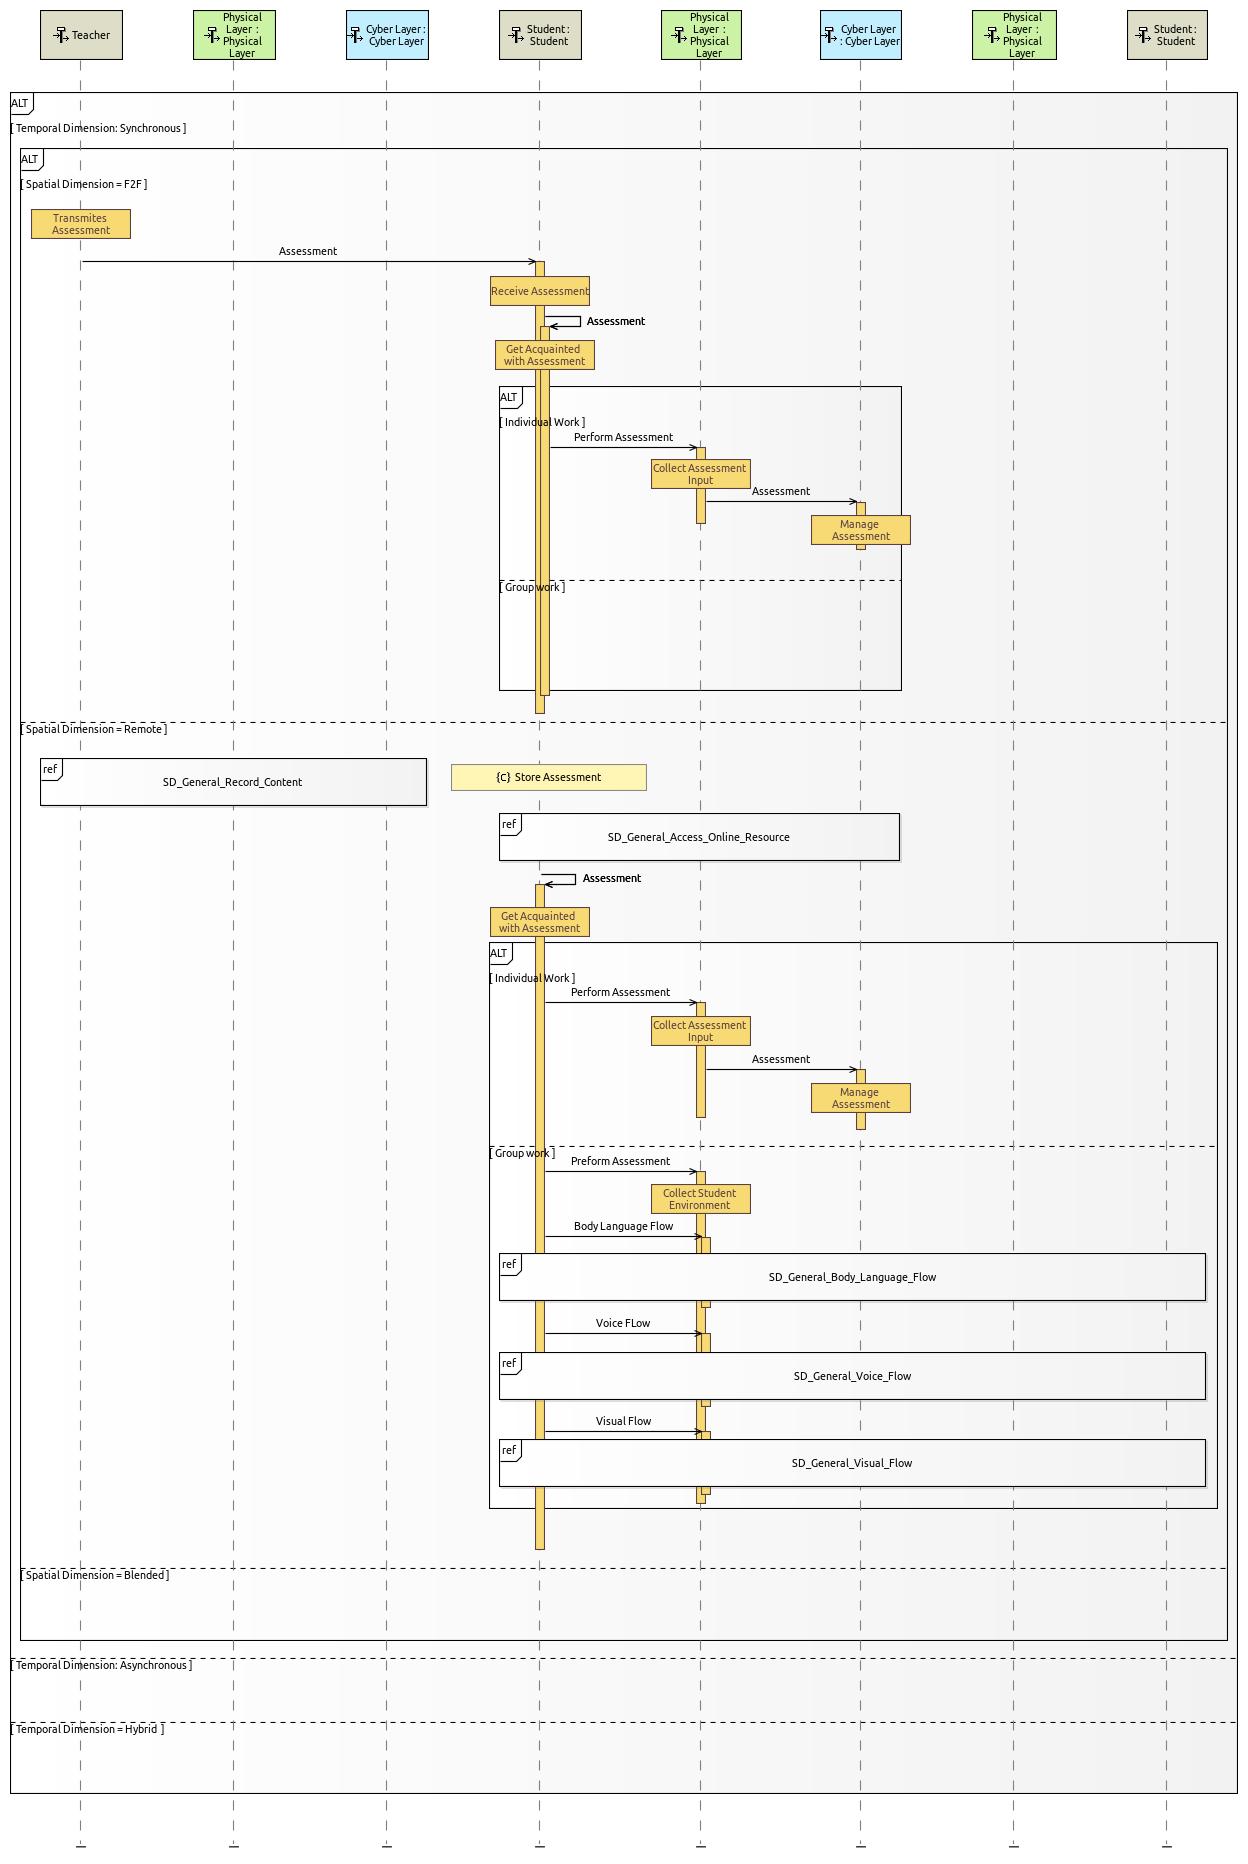 Teacher
Physical
Layer :
Physical
Layer
Cyber Layer :
Cyber Layer
Student :
Student
Physical
Layer :
Physical
Layer
Cyber Layer
: Cyber Layer
Physical
Layer :
Physical
Layer
Student :
Student
ALT
[ Temporal Dimension: Synchronous ]
ALT
[ Spatial Dimension = F2F ]
Transmites
Assessment
Assessment
Receive Assessment
Assessment
Get Acquainted
with Assessment
ALT
[ Individual Work ]
Perform Assessment
Collect Assessment
Input
Assessment
Manage
Assessment
[ Group work ]
[ Spatial Dimension = Remote ]
ref
SD_General_Record_Content
{c} Store Assessment
ref
SD_General_Access_Online_Resource
Assessment
Get Acquainted
with Assessment
ALT
[ Individual Work ]
Perform Assessment
Collect Assessment
Input
Assessment
Manage
Assessment
[ Group work ]
Preform Assessment
Collect Student
Environment
Body Language Flow
ref
SD_General_Body_Language_Flow
Voice FLow
ref
SD_General_Voice_Flow
Visual Flow
ref
SD_General_Visual_Flow
[ Spatial Dimension = Blended ]
[ Temporal Dimension: Asynchronous ]
[ Temporal Dimension = Hybrid ]